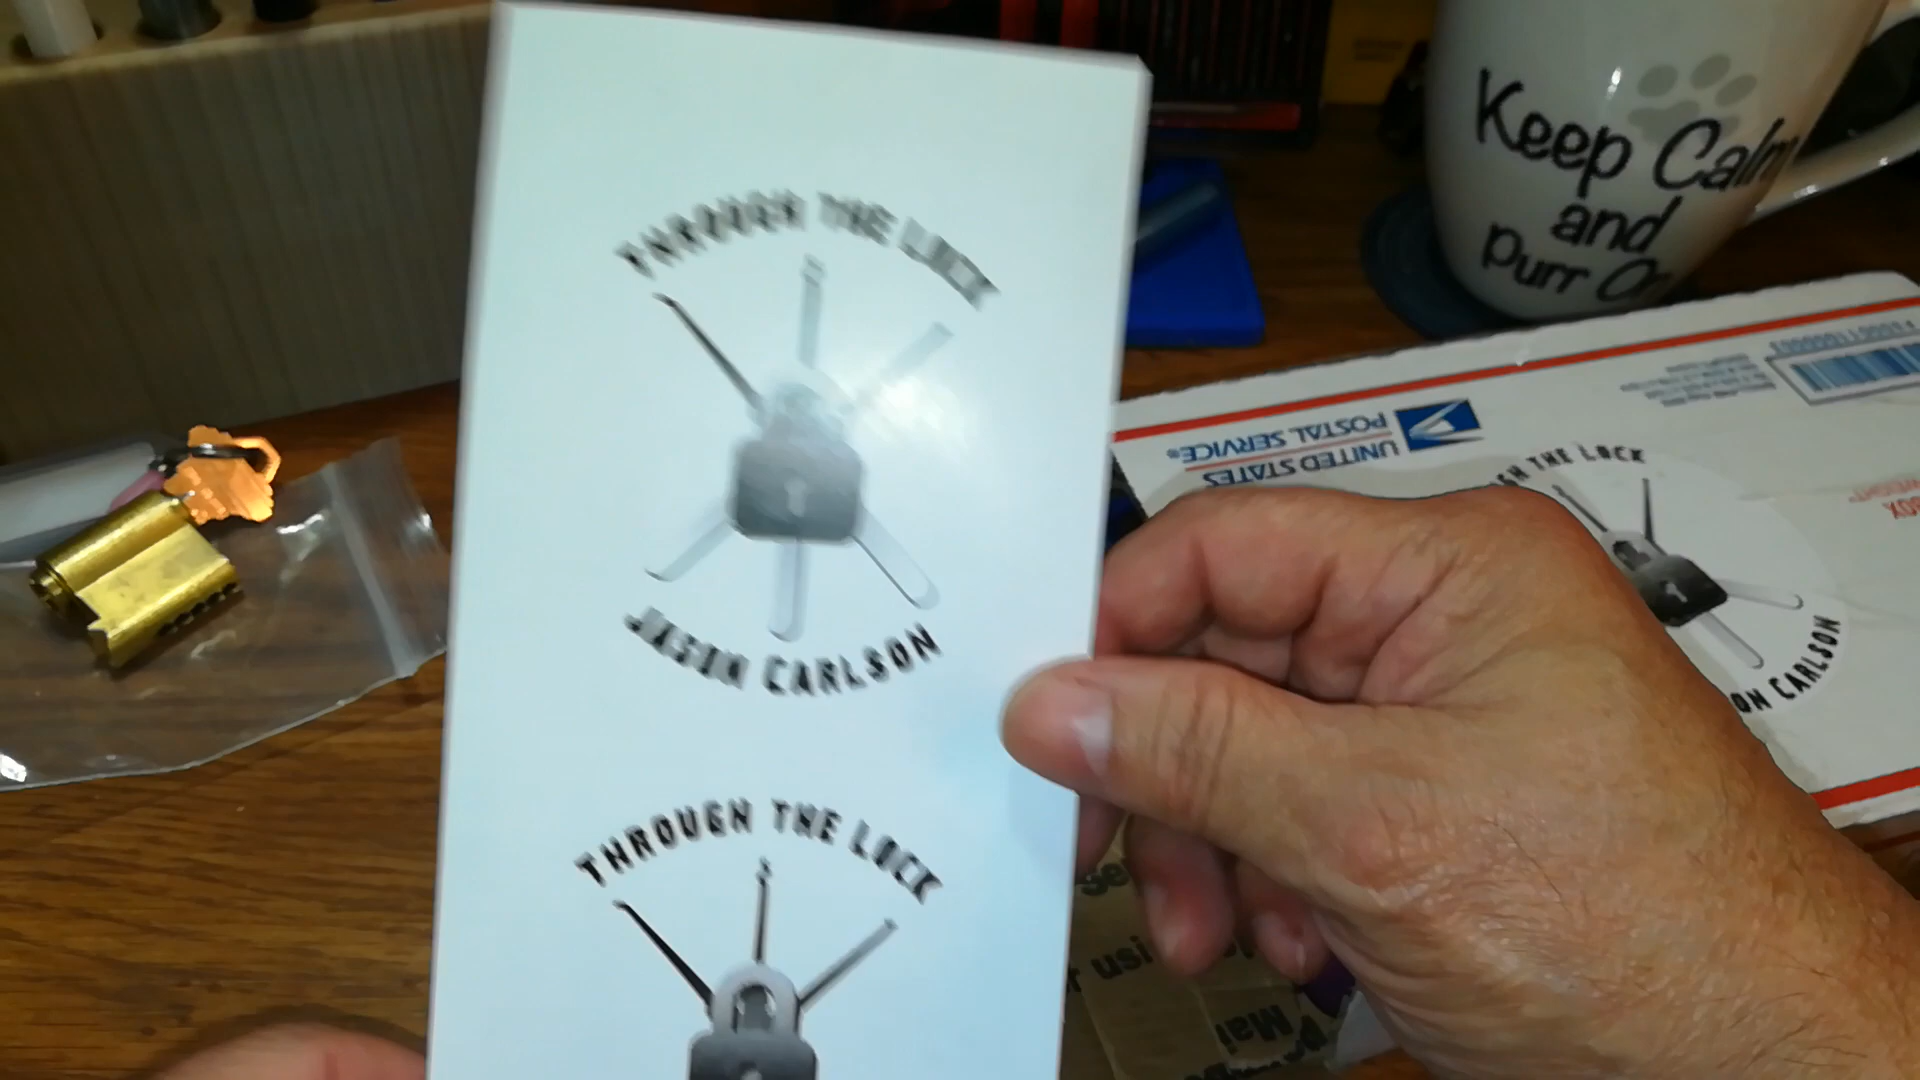 THROUGH THE LOCK
JASON CARLSON
THROUGH THE LOCK
Keep Calm
and
Purr On
UNITED STATES
POSTAL SERVICE®
THE LOCK
CARLSON
Mai